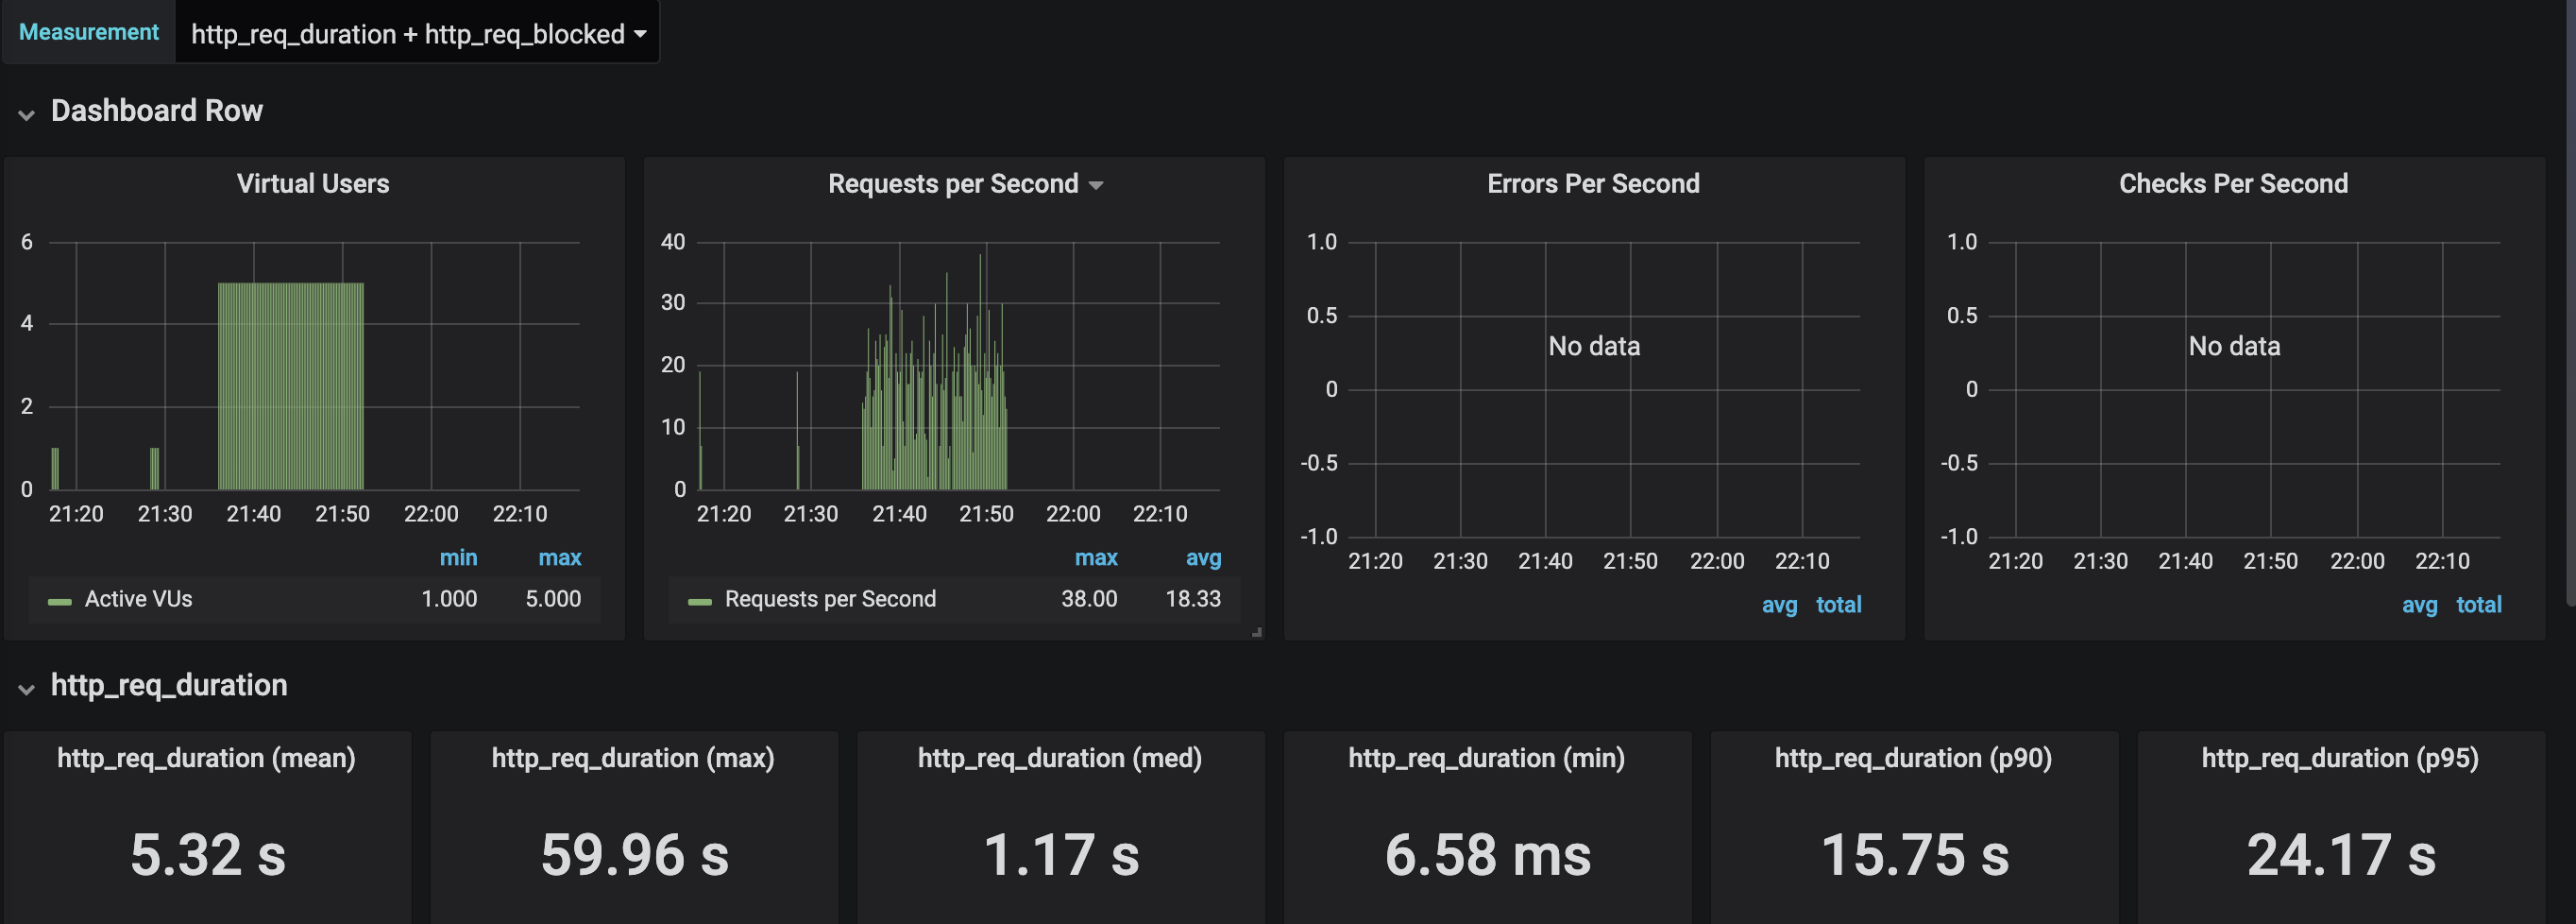 Measurement http_req_duration + http_req_blocked
Dashboard Row
Virtual Users
6
4
2
0
21:20 21:30 21:40 21:50 22:00 22:10
min max
Active VUs 1.000 5.000
Requests per Second
40
30
20
10
0
21:20 21:30 21:40 21:50 22:00 22:10
max avg
Requests per Second 38.00 18.33
Errors Per Second
1.0
0.5
No data
0
-0.5
-1.0
21:20 21:30 21:40 21:50 22:00 22:10
avg total
Checks Per Second
1.0
0.5
No data
0
-0.5
-1.0
21:20 21:30 21:40 21:50 22:00 22:10
avg total
http_req_duration
http_req_duration (mean)
5.32 s
http_req_duration (max)
59.96 s
http_req_duration (med)
1.17 s
http_req_duration (min)
6.58 ms
http_req_duration (p90)
15.75 s
http_req_duration (p95)
24.17 s